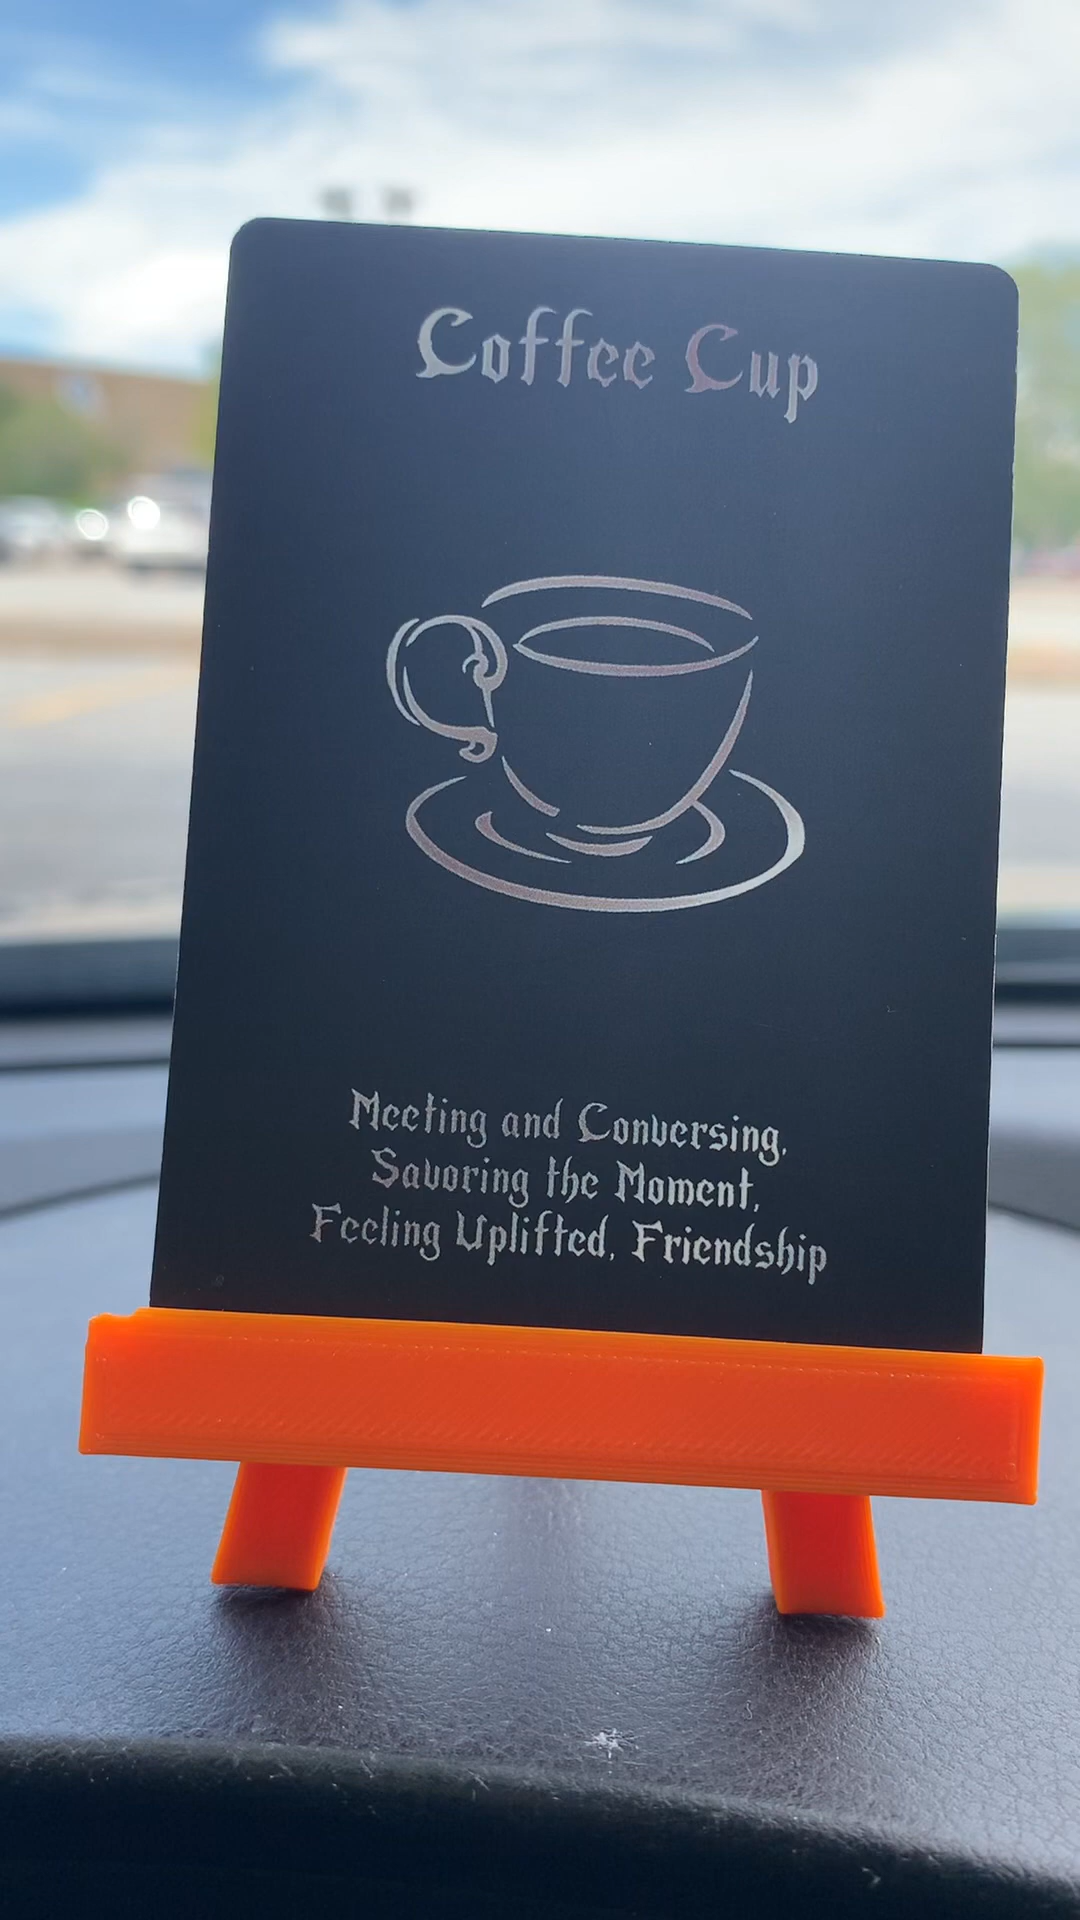 Coffee Cup
Meeting and Conversing,
Savoring the Moment,
Feeling Uplifted, Friendship